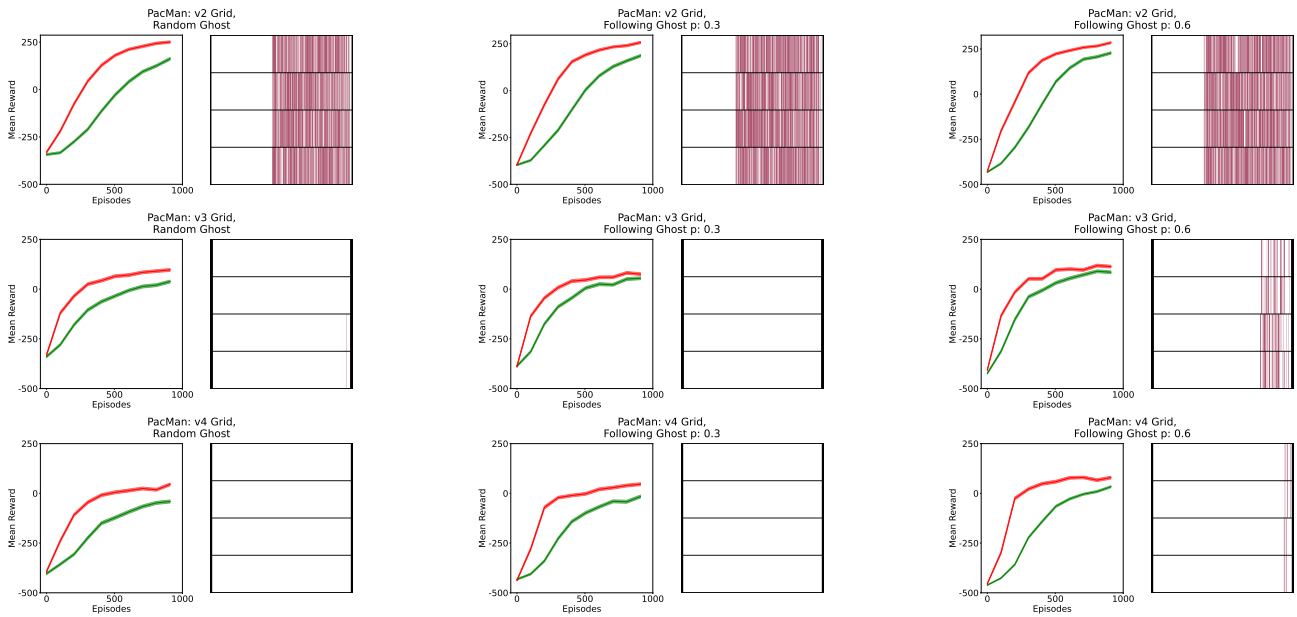 PacMan: v2 Grid,
Random Ghost
250
0
-250
-500
Mean Reward
0
500
1000
Episodes
PacMan: v2 Grid,
Following Ghost p: 0.3
250
0
-250
-500
Mean Reward
0
500
1000
Episodes
PacMan: v2 Grid,
Following Ghost p: 0.6
250
0
-250
-500
Mean Reward
0
500
1000
Episodes
PacMan: v3 Grid,
Random Ghost
250
0
-250
-500
Mean Reward
0
500
1000
Episodes
PacMan: v3 Grid,
Following Ghost p: 0.3
250
0
-250
-500
Mean Reward
0
500
1000
Episodes
PacMan: v3 Grid,
Following Ghost p: 0.6
250
0
-250
-500
Mean Reward
0
500
1000
Episodes
PacMan: v4 Grid,
Random Ghost
250
0
-250
-500
Mean Reward
0
500
1000
Episodes
PacMan: v4 Grid,
Following Ghost p: 0.3
250
0
-250
-500
Mean Reward
0
500
1000
Episodes
PacMan: v4 Grid,
Following Ghost p: 0.6
250
0
-250
-500
Mean Reward
0
500
1000
Episodes